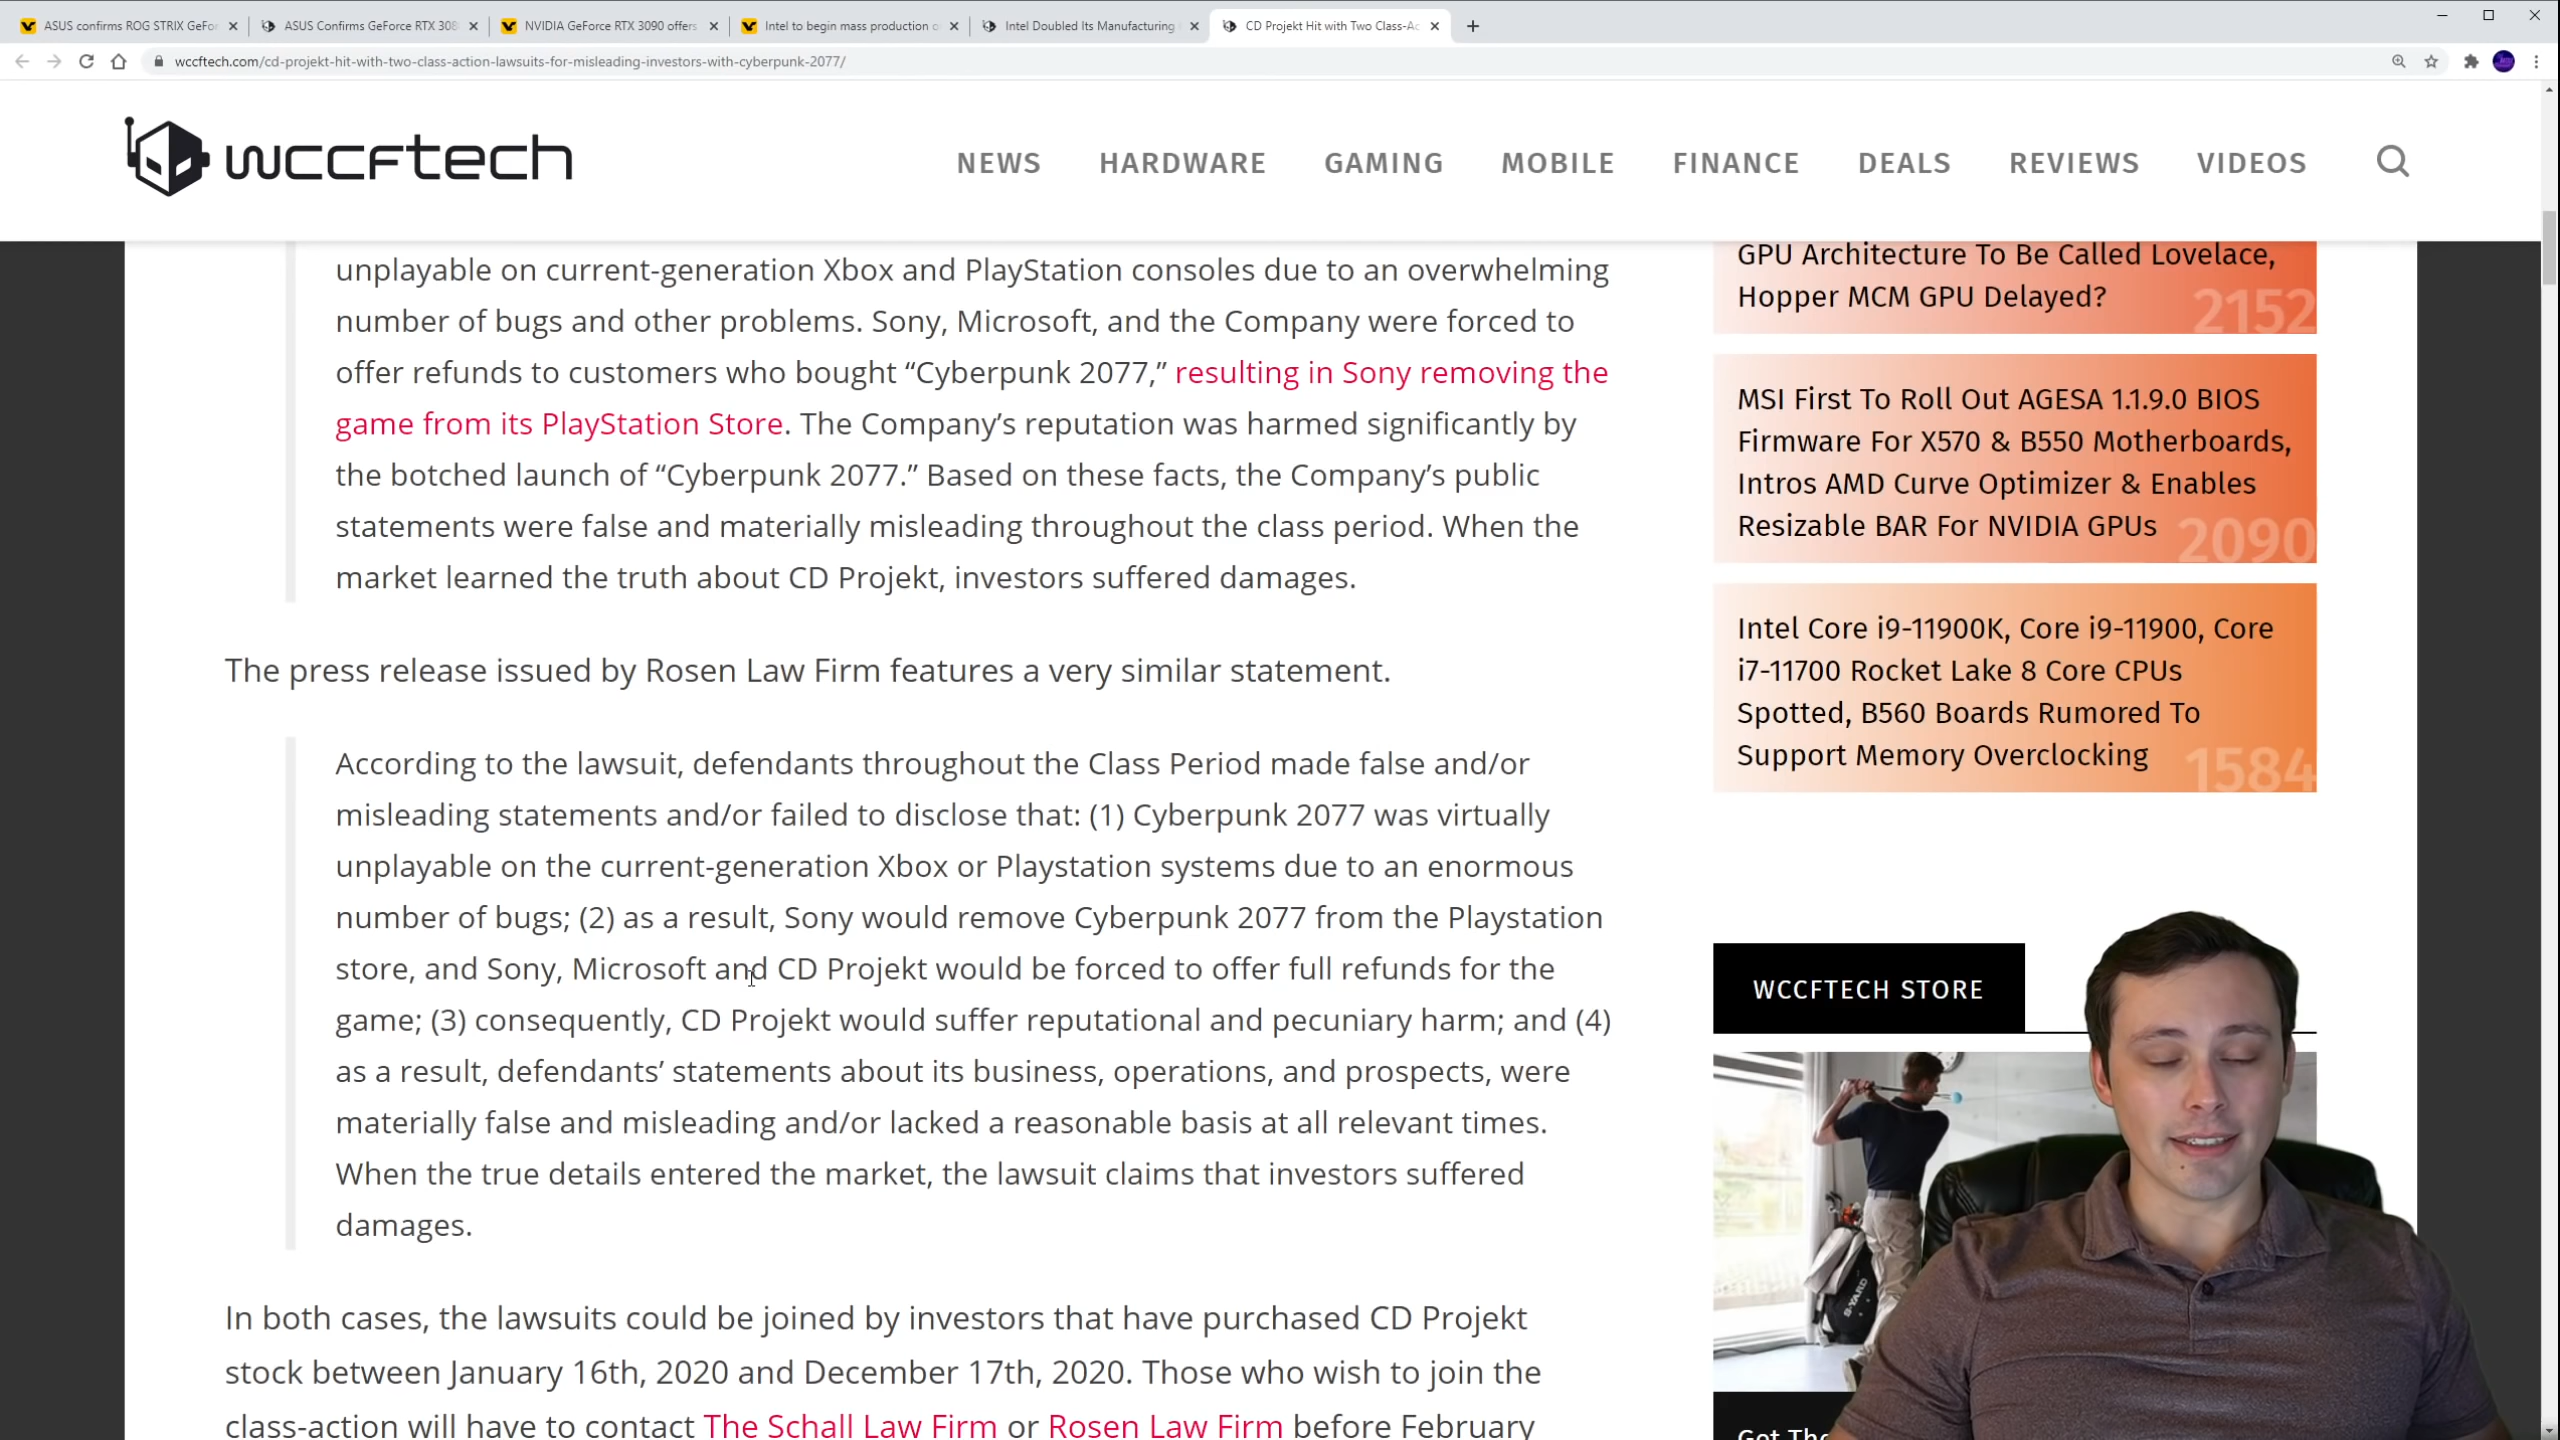 ASUS confirms ROG STRIX GeFor
ASUS Confirms GeForce RTX 308
NVIDIA GeForce RTX 3090 offers
Intel to begin mass production o
Intel Doubled Its Manufacturing
CD Projekt Hit with Two Class-Ac
wccftech.com/cd-projekt-hit-with-two-class-action-lawsuits-for-misleading-investors-with-cyberpunk-2077/
wccftech
NEWS
HARDWARE
GAMING
MOBILE
FINANCE
DEALS
REVIEWS
VIDEOS
unplayable on current-generation Xbox and PlayStation consoles due to an overwhelming
number of bugs and other problems. Sony, Microsoft, and the Company were forced to
offer refunds to customers who bought “Cyberpunk 2077,” resulting in Sony removing the
game from its PlayStation Store. The Company’s reputation was harmed significantly by
the botched launch of “Cyberpunk 2077.” Based on these facts, the Company’s public
statements were false and materially misleading throughout the class period. When the
market learned the truth about CD Projekt, investors suffered damages.
The press release issued by Rosen Law Firm features a very similar statement.
According to the lawsuit, defendants throughout the Class Period made false and/or
misleading statements and/or failed to disclose that: (1) Cyberpunk 2077 was virtually
unplayable on the current-generation Xbox or Playstation systems due to an enormous
number of bugs; (2) as a result, Sony would remove Cyberpunk 2077 from the Playstation
store, and Sony, Microsoft and CD Projekt would be forced to offer full refunds for the
game; (3) consequently, CD Projekt would suffer reputational and pecuniary harm; and (4)
as a result, defendants’ statements about its business, operations, and prospects, were
materially false and misleading and/or lacked a reasonable basis at all relevant times.
When the true details entered the market, the lawsuit claims that investors suffered
damages.
In both cases, the lawsuits could be joined by investors that have purchased CD Projekt
stock between January 16th, 2020 and December 17th, 2020. Those who wish to join the
class-action will have to contact The Schall Law Firm or Rosen Law Firm before February
GPU Architecture To Be Called Lovelace,
Hopper MCM GPU Delayed?
2152
MSI First To Roll Out AGESA 1.1.9.0 BIOS
Firmware For X570 & B550 Motherboards,
Intros AMD Curve Optimizer & Enables
Resizable BAR For NVIDIA GPUs
2090
Intel Core i9-11900K, Core i9-11900, Core
i7-11700 Rocket Lake 8 Core CPUs
Spotted, B560 Boards Rumored To
Support Memory Overclocking
1584
WCCFTECH STORE
S-YARD
Get The